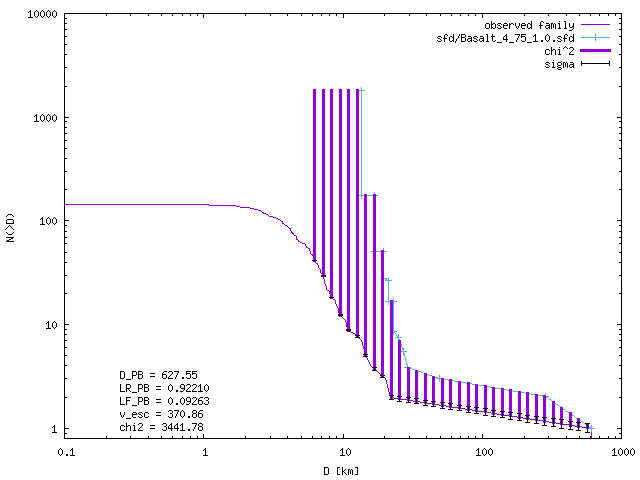 10000
1000
100
10
1
N(>D)
observed family
sfd/Basalt_4_75_1.0.sfd
chi^2
sigma
D_PB = 627.55
LR_PB = 0.92210
LF_PB = 0.09263
v_esc = 370.86
chi2 = 3441.78
0.1 1 10 100 1000
D [km]